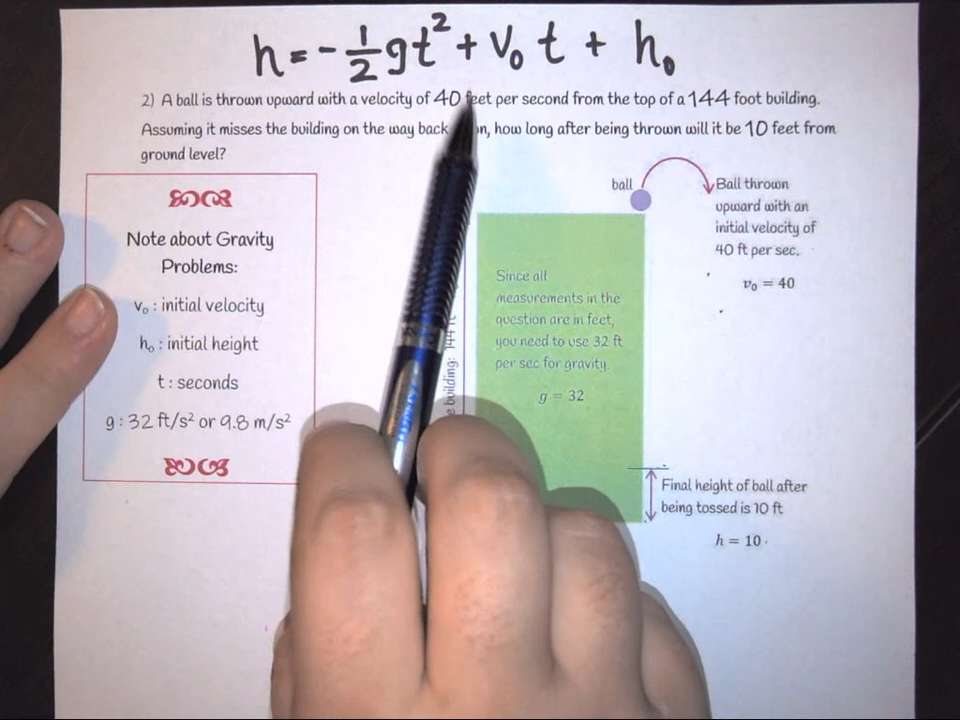 h = -½gt² + v₀t + h₀
2) A ball is thrown upward with a velocity of 40 feet per second from the top of a 144 foot building.
Assuming it misses the building on the way back, how long after being thrown will it be 10 feet from
ground level?
Note about Gravity
Problems:
v₀ : initial velocity
h₀ : initial height
t : seconds
g : 32 ft/s² or 9.8 m/s²
building: 144 ft
Since all
measurements in the
question are in feet,
you need to use 32 ft
per sec for gravity.
g = 32
ball
Ball thrown
upward with an
initial velocity of
40 ft per sec.
v₀ = 40
Final height of ball after
being tossed is 10 ft
h = 10